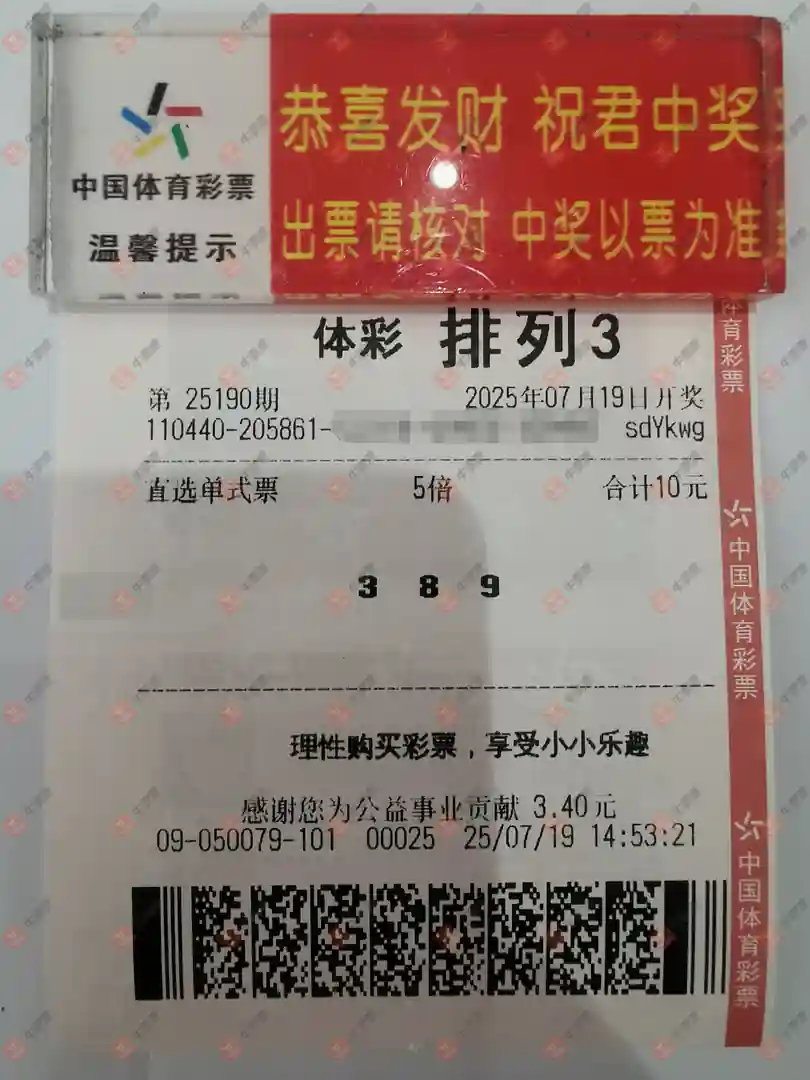 恭喜发财 祝君中奖
中国体育彩票
温馨提示
出票请核对 中奖以票为准
体彩 排列3
第 25190期 2025年07月19日开奖
110440-205861- sdYkwg
直选单式票 5倍 合计10元
3 8 9
理性购买彩票，享受小小乐趣
感谢您为公益事业贡献 3.40元
09-050079-101 00025 25/07/19 14:53:21
体育彩票
中国体育彩票
中国体育彩票